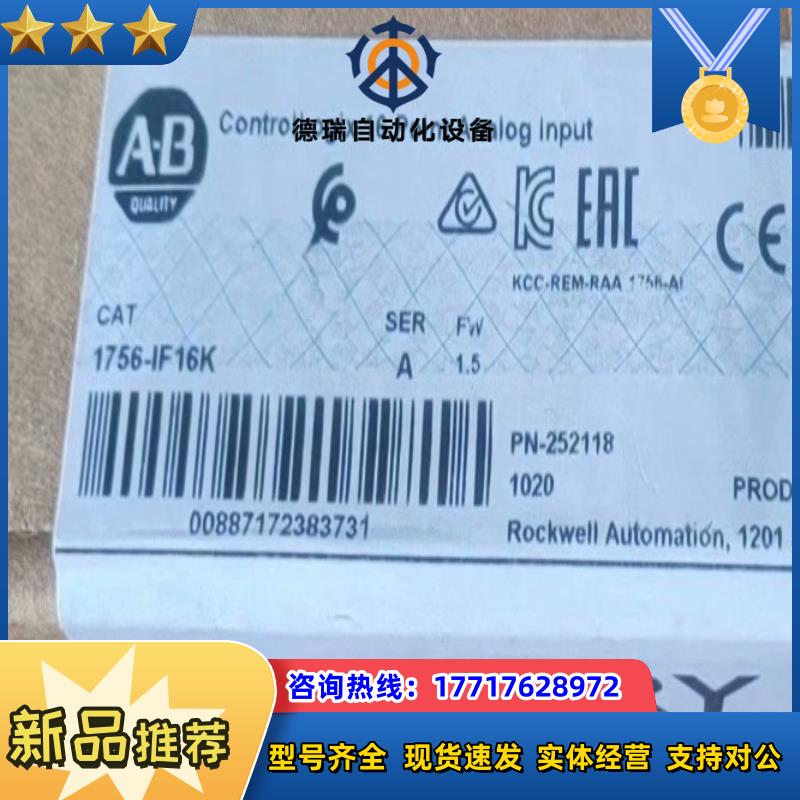 德瑞自动化设备
A-B
QUALITY
Analog Input
KCC-REM-RAA 1756-AI
CAT
SER
FW
1756-IF16K
A
1.5
PN-252118
1020
PROD
00887172383731
Rockwell Automation, 1201
咨询热线：17717628972
新品推荐
型号齐全 现货速发 实体经营 支持对公